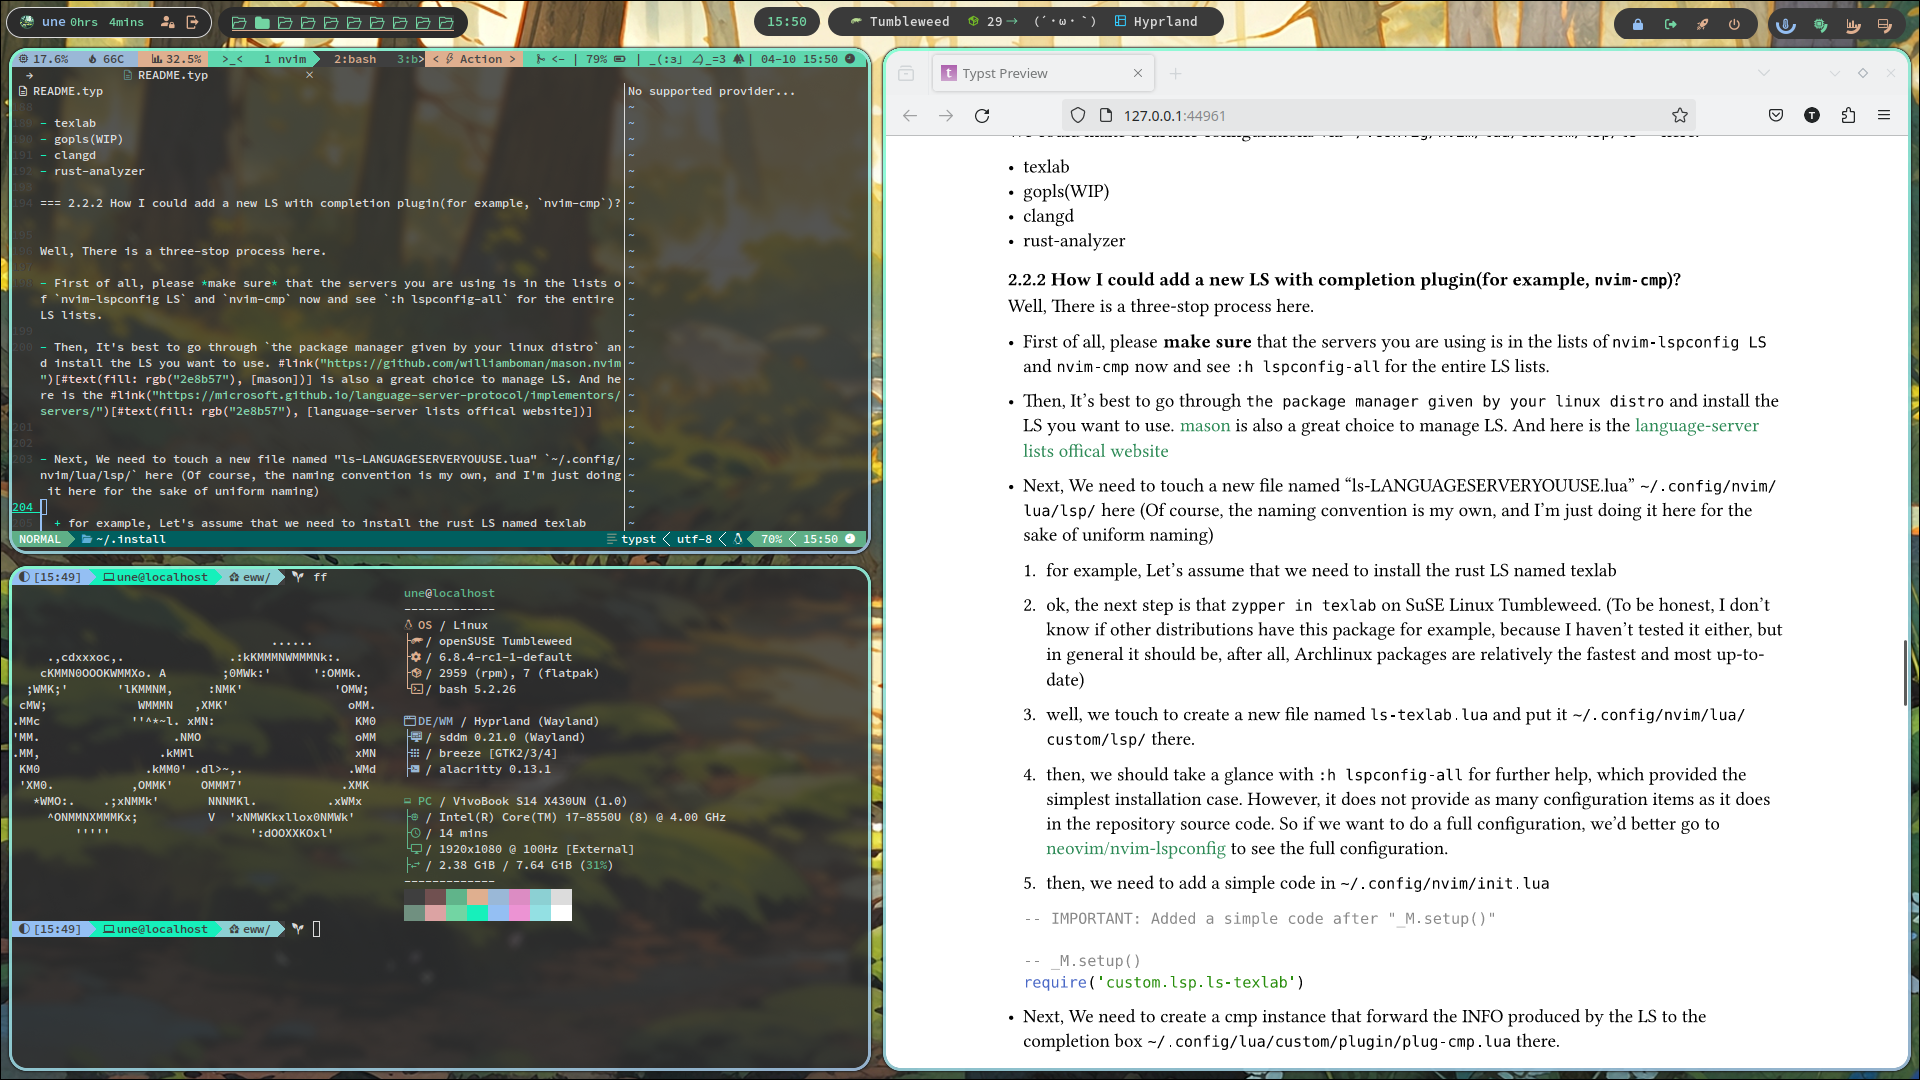 une 0hrs 4mins
15:50
Tumbleweed 29→ (´･ω･`) Hyprland
17.6% 66C 32.5% >_< 1 nvim 2:bash 3:b> < ⚡ Action > <- | 79% | _(:з」∠)_=3 | 04-10 15:50
→ README.typ ×
README.typ
No supported provider...
- texlab
190 - gopls(WIP)
191 - clangd
192 - rust-analyzer
193
194 === 2.2.2 How I could add a new LS with completion plugin(for example, `nvim-cmp`)?
195
196 Well, There is a three-stop process here.
- First of all, please *make sure* that the servers you are using is in the lists o
f `nvim-lspconfig LS` and `nvim-cmp` now and see `:h lspconfig-all` for the entire
LS lists.
199
200 - Then, It's best to go through `the package manager given by your linux distro` an
d install the LS you want to use. #link("https://github.com/williamboman/mason.nvim
")[#text(fill: rgb("2e8b57"), [mason])] is also a great choice to manage LS. And he
re is the #link("https://microsoft.github.io/language-server-protocol/implementors/
servers/")[#text(fill: rgb("2e8b57"), [language-server lists offical website])]
201
202
203 - Next, We need to touch a new file named "ls-LANGUAGESERVERYOUUSE.lua" `~/.config/
nvim/lua/lsp/` here (Of course, the naming convention is my own, and I'm just doing
it here for the sake of uniform naming)
204
205 + for example, Let's assume that we need to install the rust LS named texlab
NORMAL ~/.install typst utf-8 70% 15:50
[15:49] une@localhost eww/ ff
une@localhost
-------------
OS / Linux
/ openSUSE Tumbleweed
/ 6.8.4-rc1-1-default
/ 2959 (rpm), 7 (flatpak)
/ bash 5.2.26
DE/WM / Hyprland (Wayland)
/ sddm 0.21.0 (Wayland)
/ breeze [GTK2/3/4]
/ alacritty 0.13.1
PC / VivoBook S14 X430UN (1.0)
/ Intel(R) Core(TM) i7-8550U (8) @ 4.00 GHz
/ 14 mins
/ 1920x1080 @ 100Hz [External]
/ 2.38 GiB / 7.64 GiB (31%)
-------------
[15:49] une@localhost eww/
t Typst Preview
127.0.0.1:44961
T
• texlab
• gopls(WIP)
• clangd
• rust-analyzer
2.2.2 How I could add a new LS with completion plugin(for example, nvim-cmp)?
Well, There is a three-stop process here.
• First of all, please make sure that the servers you are using is in the lists of nvim-lspconfig LS
and nvim-cmp now and see :h lspconfig-all for the entire LS lists.
• Then, It’s best to go through the package manager given by your linux distro and install the
LS you want to use. mason is also a great choice to manage LS. And here is the language-server
lists offical website
• Next, We need to touch a new file named “ls-LANGUAGESERVERYOUUSE.lua” ~/.config/nvim/
lua/lsp/ here (Of course, the naming convention is my own, and I’m just doing it here for the
sake of uniform naming)
1. for example, Let’s assume that we need to install the rust LS named texlab
2. ok, the next step is that zypper in texlab on SuSE Linux Tumbleweed. (To be honest, I don’t
know if other distributions have this package for example, because I haven’t tested it either, but
in general it should be, after all, Archlinux packages are relatively the fastest and most up-to-
date)
3. well, we touch to create a new file named ls-texlab.lua and put it ~/.config/nvim/lua/
custom/lsp/ there.
4. then, we should take a glance with :h lspconfig-all for further help, which provided the
simplest installation case. However, it does not provide as many configuration items as it does
in the repository source code. So if we want to do a full configuration, we’d better go to
neovim/nvim-lspconfig to see the full configuration.
5. then, we need to add a simple code in ~/.config/nvim/init.lua
-- IMPORTANT: Added a simple code after "_M.setup()"
-- _M.setup()
require('custom.lsp.ls-texlab')
• Next, We need to create a cmp instance that forward the INFO produced by the LS to the
completion box ~/.config/lua/custom/plugin/plug-cmp.lua there.